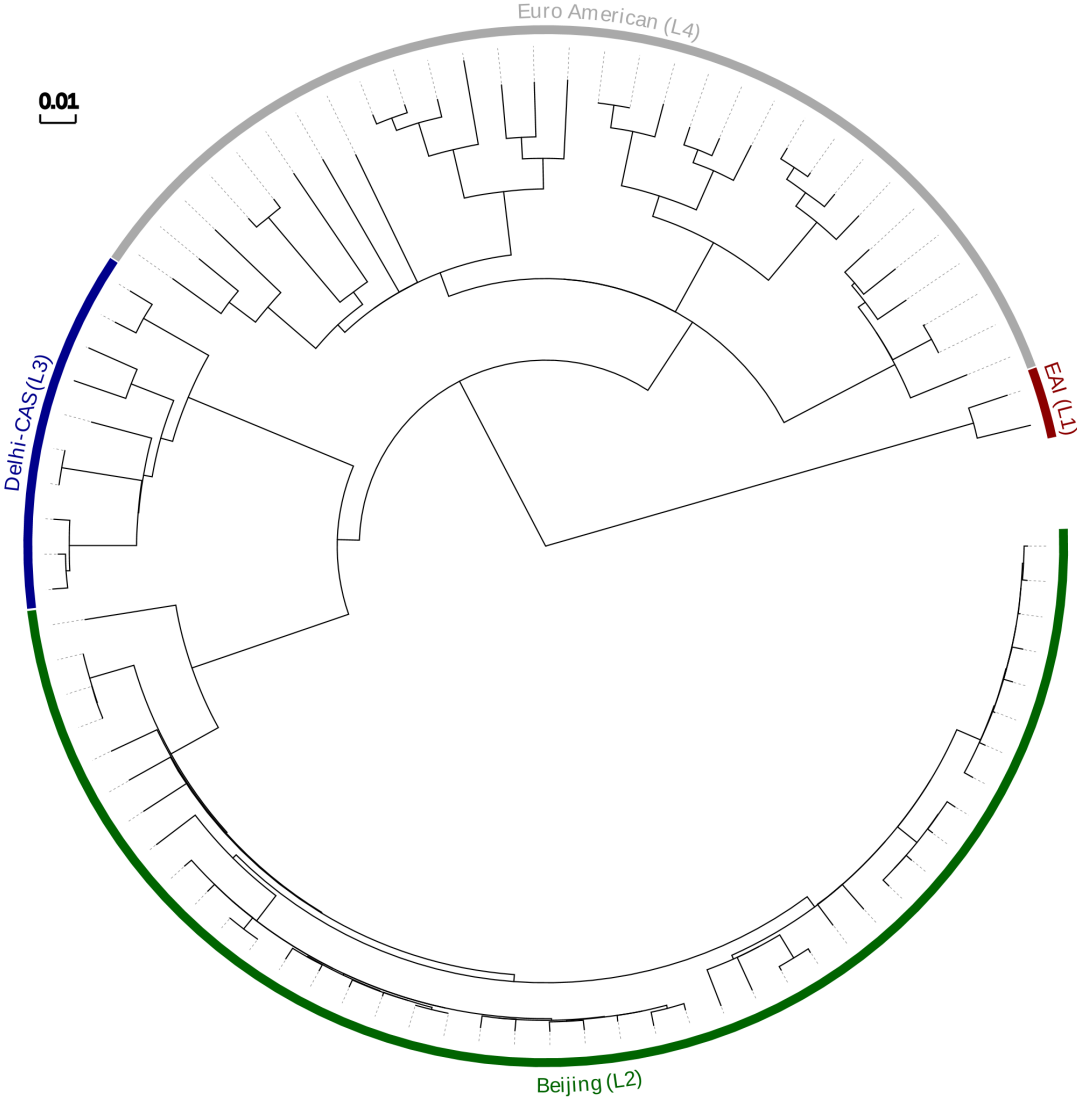 Euro American (L4)
0.01
EAI (L1)
Delhi-CAS (L3)
Beijing (L2)